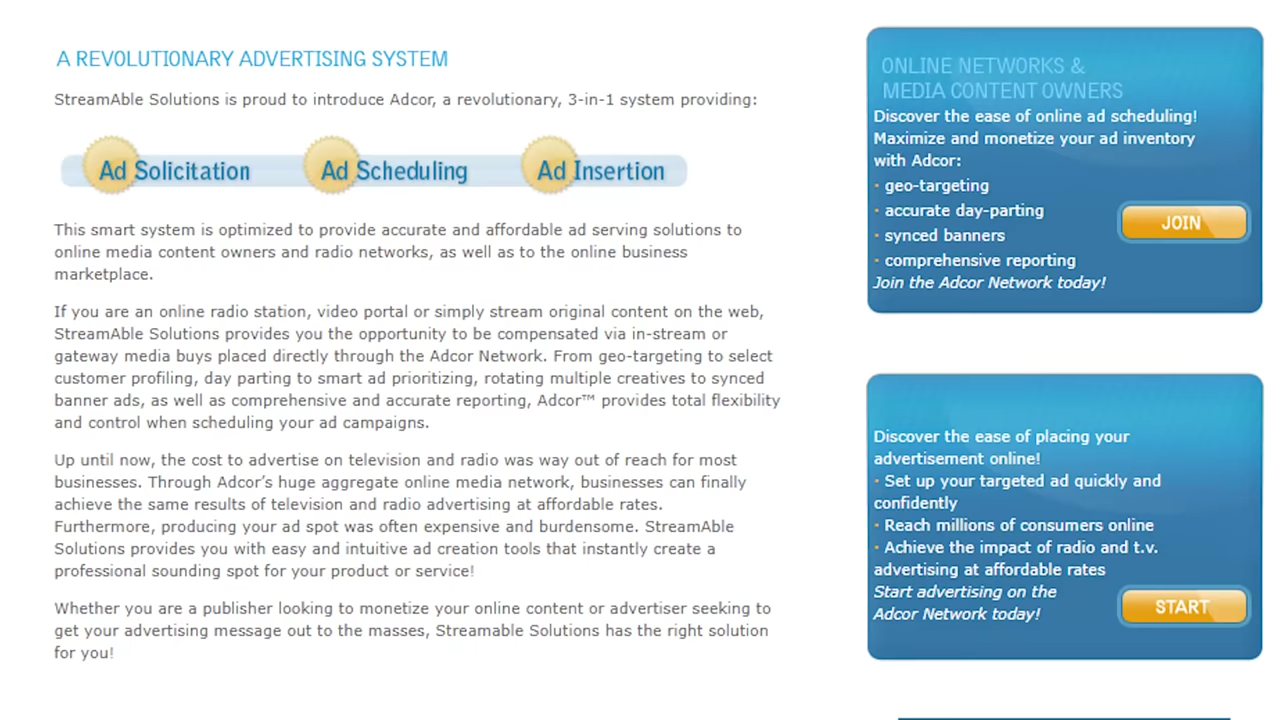 A REVOLUTIONARY ADVERTISING SYSTEM
StreamAble Solutions is proud to introduce Adcor, a revolutionary, 3-in-1 system providing:
Ad Solicitation Ad Scheduling Ad Insertion
This smart system is optimized to provide accurate and affordable ad serving solutions to
online media content owners and radio networks, as well as to the online business
marketplace.
If you are an online radio station, video portal or simply stream original content on the web,
StreamAble Solutions provides you the opportunity to be compensated via in-stream or
gateway media buys placed directly through the Adcor Network. From geo-targeting to select
customer profiling, day parting to smart ad prioritizing, rotating multiple creatives to synced
banner ads, as well as comprehensive and accurate reporting, Adcor™ provides total flexibility
and control when scheduling your ad campaigns.
Up until now, the cost to advertise on television and radio was way out of reach for most
businesses. Through Adcor's huge aggregate online media network, businesses can finally
achieve the same results of television and radio advertising at affordable rates.
Furthermore, producing your ad spot was often expensive and burdensome. StreamAble
Solutions provides you with easy and intuitive ad creation tools that instantly create a
professional sounding spot for your product or service!
Whether you are a publisher looking to monetize your online content or advertiser seeking to
get your advertising message out to the masses, Streamable Solutions has the right solution
for you!
ONLINE NETWORKS &
MEDIA CONTENT OWNERS
Discover the ease of online ad scheduling!
Maximize and monetize your ad inventory
with Adcor:
· geo-targeting
· accurate day-parting
· synced banners
· comprehensive reporting
Join the Adcor Network today!
JOIN
Discover the ease of placing your
advertisement online!
· Set up your targeted ad quickly and
confidently
· Reach millions of consumers online
· Achieve the impact of radio and t.v.
advertising at affordable rates
Start advertising on the
Adcor Network today!
START